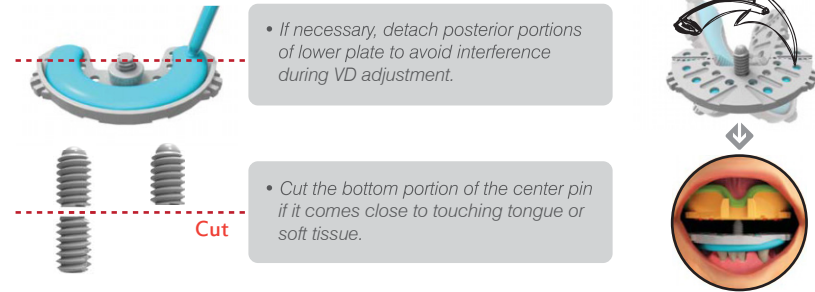 • If necessary, detach posterior portions
of lower plate to avoid interference
during VD adjustment.
• Cut the bottom portion of the center pin
if it comes close to touching tongue or
soft tissue.
Cut